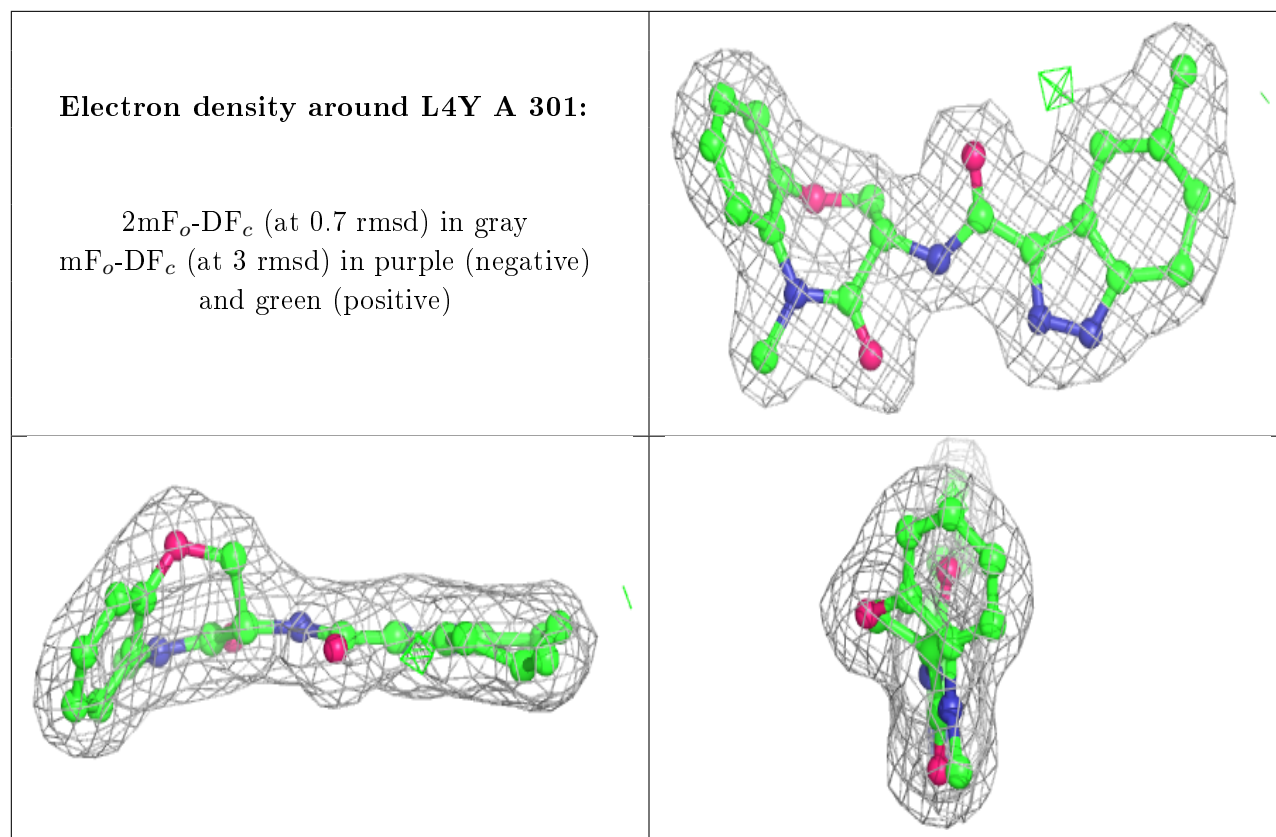 Electron density around L4Y A 301:
2mFo-DFc (at 0.7 rmsd) in gray
mFo-DFc (at 3 rmsd) in purple (negative)
and green (positive)